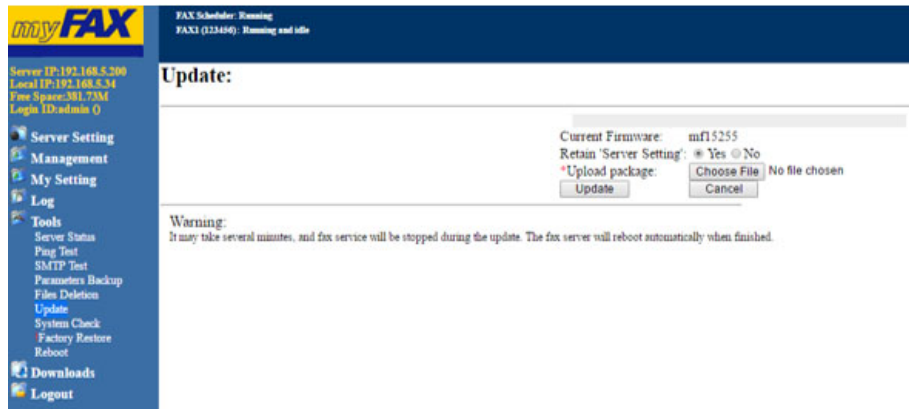 myFAX
FAX Scheduler: Running
FAX1 (123456): Running and idle
Server IP:192.168.5.200
Local IP:192.168.5.34
Free Space:381.73M
Login ID:admin ()
Server Setting
Management
My Setting
Log
Tools
Server Status
Ping Test
SMTP Test
Parameters Backup
Files Deletion
Update
System Check
!Factory Restore
Reboot
Downloads
Logout
Update:
Current Firmware: mf15255
Retain 'Server Setting': Yes No
*Upload package: Choose File No file chosen
Update Cancel
Warning:
It may take several minutes, and fax service will be stopped during the update. The fax server will reboot automatically when finished.